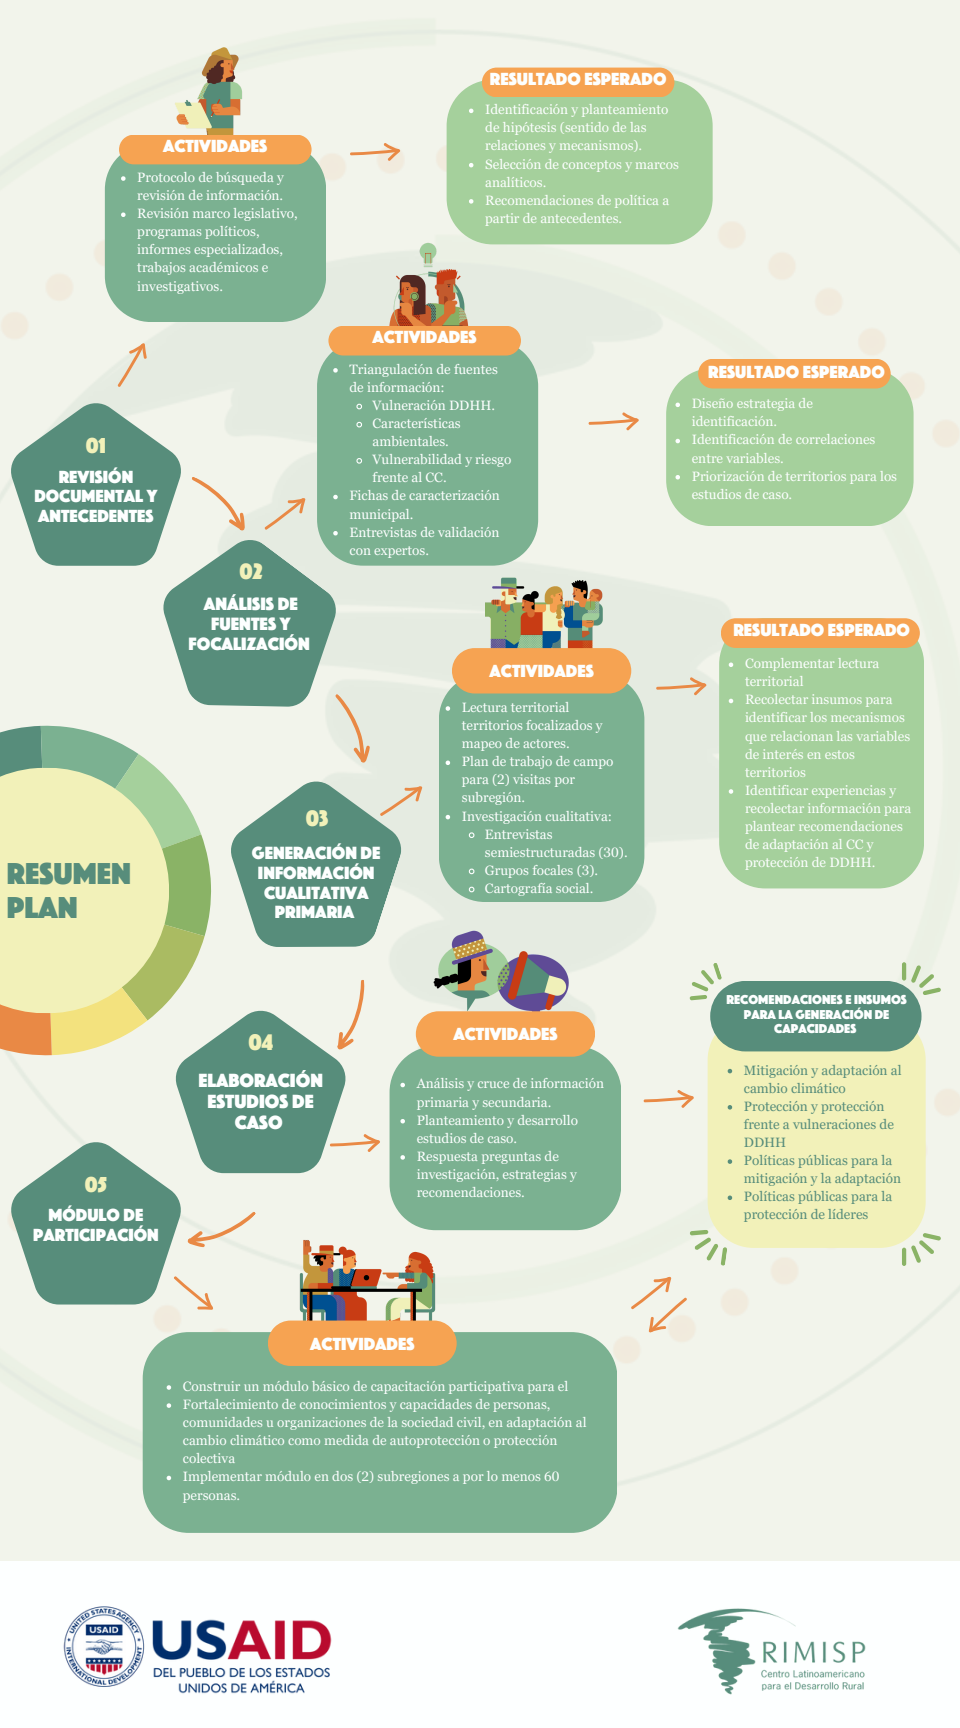 ACTIVIDADES
• Protocolo de búsqueda y
revisión de información.
• Revisión marco legislativo,
programas políticos,
informes especializados,
trabajos académicos e
investigativos.
RESULTADO ESPERADO
• Identificación y planteamiento
de hipótesis (sentido de las
relaciones y mecanismos).
• Selección de conceptos y marcos
analíticos.
• Recomendaciones de política a
partir de antecedentes.
01
REVISIÓN
DOCUMENTAL Y
ANTECEDENTES
ACTIVIDADES
• Triangulación de fuentes
de información:
◦ Vulneración DDHH.
◦ Características
ambientales.
◦ Vulnerabilidad y riesgo
frente al CC.
• Fichas de caracterización
municipal.
• Entrevistas de validación
con expertos.
RESULTADO ESPERADO
• Diseño estrategia de
identificación.
• Identificación de correlaciones
entre variables.
• Priorización de territorios para los
estudios de caso.
02
ANÁLISIS DE
FUENTES Y
FOCALIZACIÓN
ACTIVIDADES
• Lectura territorial
territorios focalizados y
mapeo de actores.
• Plan de trabajo de campo
para (2) visitas por
subregión.
• Investigación cualitativa:
◦ Entrevistas
semiestructuradas (30).
◦ Grupos focales (3).
◦ Cartografía social.
RESULTADO ESPERADO
• Complementar lectura
territorial
• Recolectar insumos para
identificar los mecanismos
que relacionan las variables
de interés en estos
territorios
• Identificar experiencias y
recolectar información para
plantear recomendaciones
de adaptación al CC y
protección de DDHH.
RESUMEN
PLAN
03
GENERACIÓN DE
INFORMACIÓN
CUALITATIVA
PRIMARIA
04
ELABORACIÓN
ESTUDIOS DE
CASO
ACTIVIDADES
• Análisis y cruce de información
primaria y secundaria.
• Planteamiento y desarrollo
estudios de caso.
• Respuesta preguntas de
investigación, estrategias y
recomendaciones.
RECOMENDACIONES E INSUMOS
PARA LA GENERACIÓN DE
CAPACIDADES
• Mitigación y adaptación al
cambio climático
• Protección y protección
frente a vulneraciones de
DDHH
• Políticas públicas para la
mitigación y la adaptación
• Políticas públicas para la
protección de líderes
05
MÓDULO DE
PARTICIPACIÓN
ACTIVIDADES
• Construir un módulo básico de capacitación participativa para el
• Fortalecimiento de conocimientos y capacidades de personas,
comunidades u organizaciones de la sociedad civil, en adaptación al
cambio climático como medida de autoprotección o protección
colectiva
• Implementar módulo en dos (2) subregiones a por lo menos 60
personas.
UNITED STATES AGENCY
USAID
INTERNATIONAL DEVELOPMENT
USAID
DEL PUEBLO DE LOS ESTADOS
UNIDOS DE AMÉRICA
RIMISP
Centro Latinoamericano
para el Desarrollo Rural